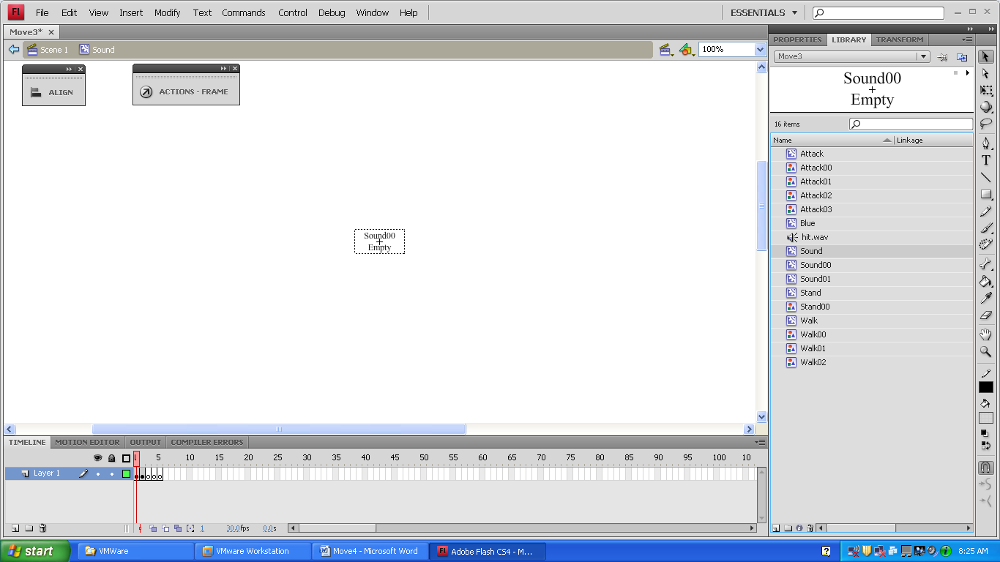 Fl File Edit View Insert Modify Text Commands Control Debug Window Help ESSENTIALS
Move3* ×
Scene 1 Sound 100%
ALIGN
ACTIONS - FRAME
Sound00
Empty
TIMELINE MOTION EDITOR OUTPUT COMPILER ERRORS
1 5 10 15 20 25 30 35 40 45 50 55 60 65 70 75 80 85 90 95 100 10
Layer 1
1 30.0fps 0.0s
PROPERTIES LIBRARY TRANSFORM
Move3
Sound00
Empty
16 items
Name Linkage
Attack
Attack00
Attack01
Attack02
Attack03
Blue
hit.wav
Sound
Sound00
Sound01
Stand
Stand00
Walk
Walk00
Walk01
Walk02
start VMWare VMware Workstation Move4 - Microsoft Word Adobe Flash CS4 - M... 8:25 AM